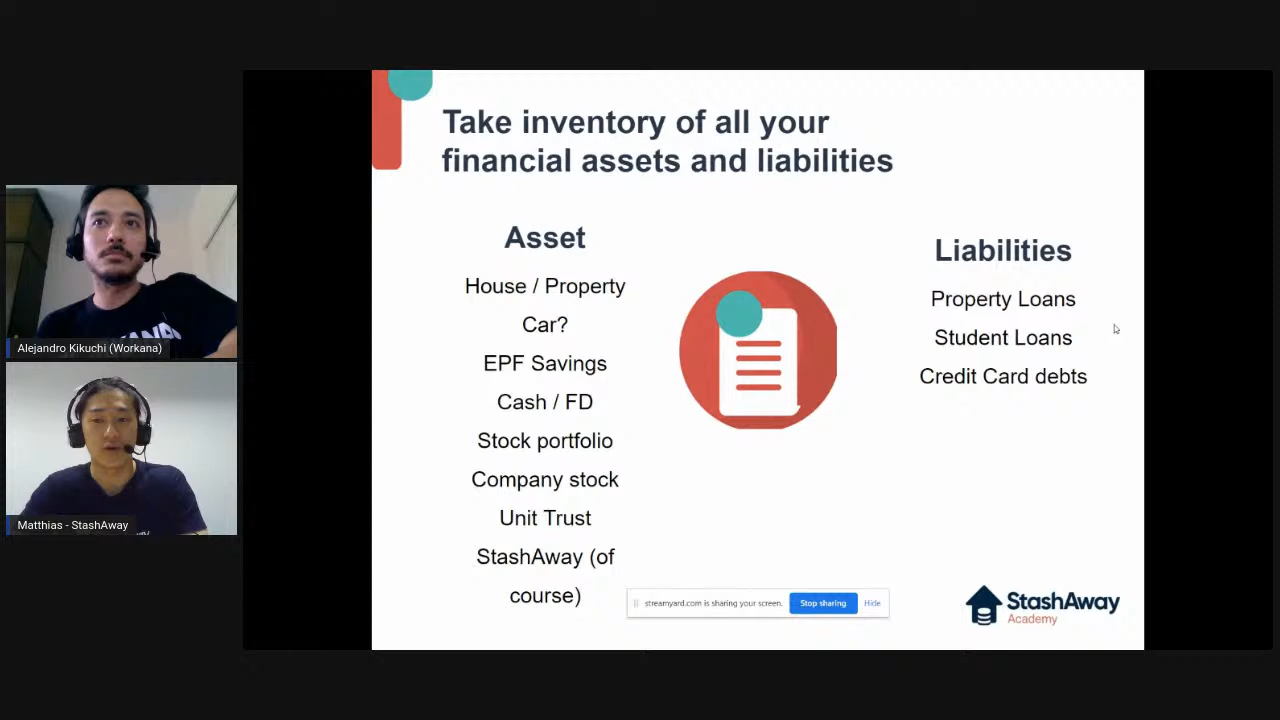 Take inventory of all your
financial assets and liabilities
Asset
House / Property
Car?
EPF Savings
Cash / FD
Stock portfolio
Company stock
Unit Trust
StashAway (of
course)
Liabilities
Property Loans
Student Loans
Credit Card debts
Alejandro Kikuchi (Workana)
Matthias - StashAway
streamyard.com is sharing your screen. Stop sharing Hide
StashAway
Academy